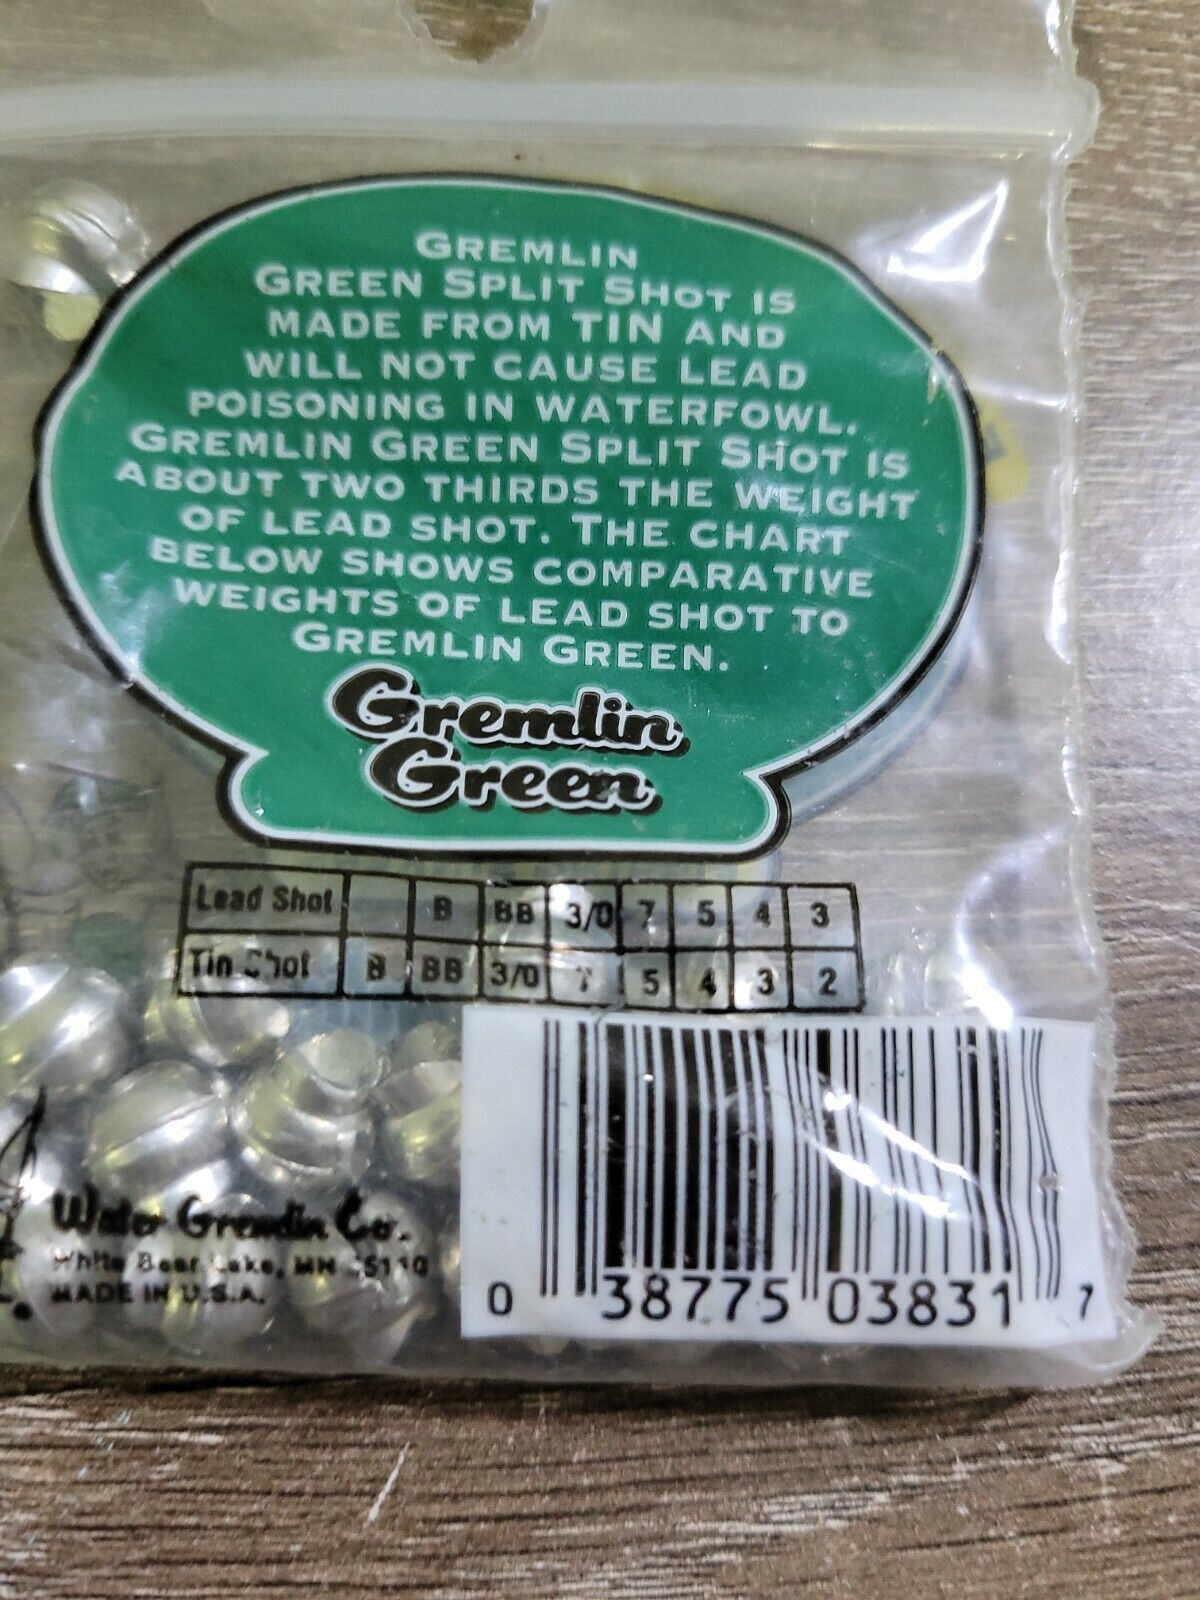 GREMLIN
GREEN SPLIT SHOT IS
MADE FROM TIN AND
WILL NOT CAUSE LEAD
POISONING IN WATERFOWL.
GREMLIN GREEN SPLIT SHOT IS
ABOUT TWO THIRDS THE WEIGHT
OF LEAD SHOT. THE CHART
BELOW SHOWS COMPARATIVE
WEIGHTS OF LEAD SHOT TO
GREMLIN GREEN.
Gremlin
Green
Lead Shot B BB 3/0 7 5 4 3
Tin Shot B BB 3/0 7 5 4 3 2
Water Gremlin Co.
White Bear Lake, MN 55110
MADE IN U.S.A.
0 38775 03831 7